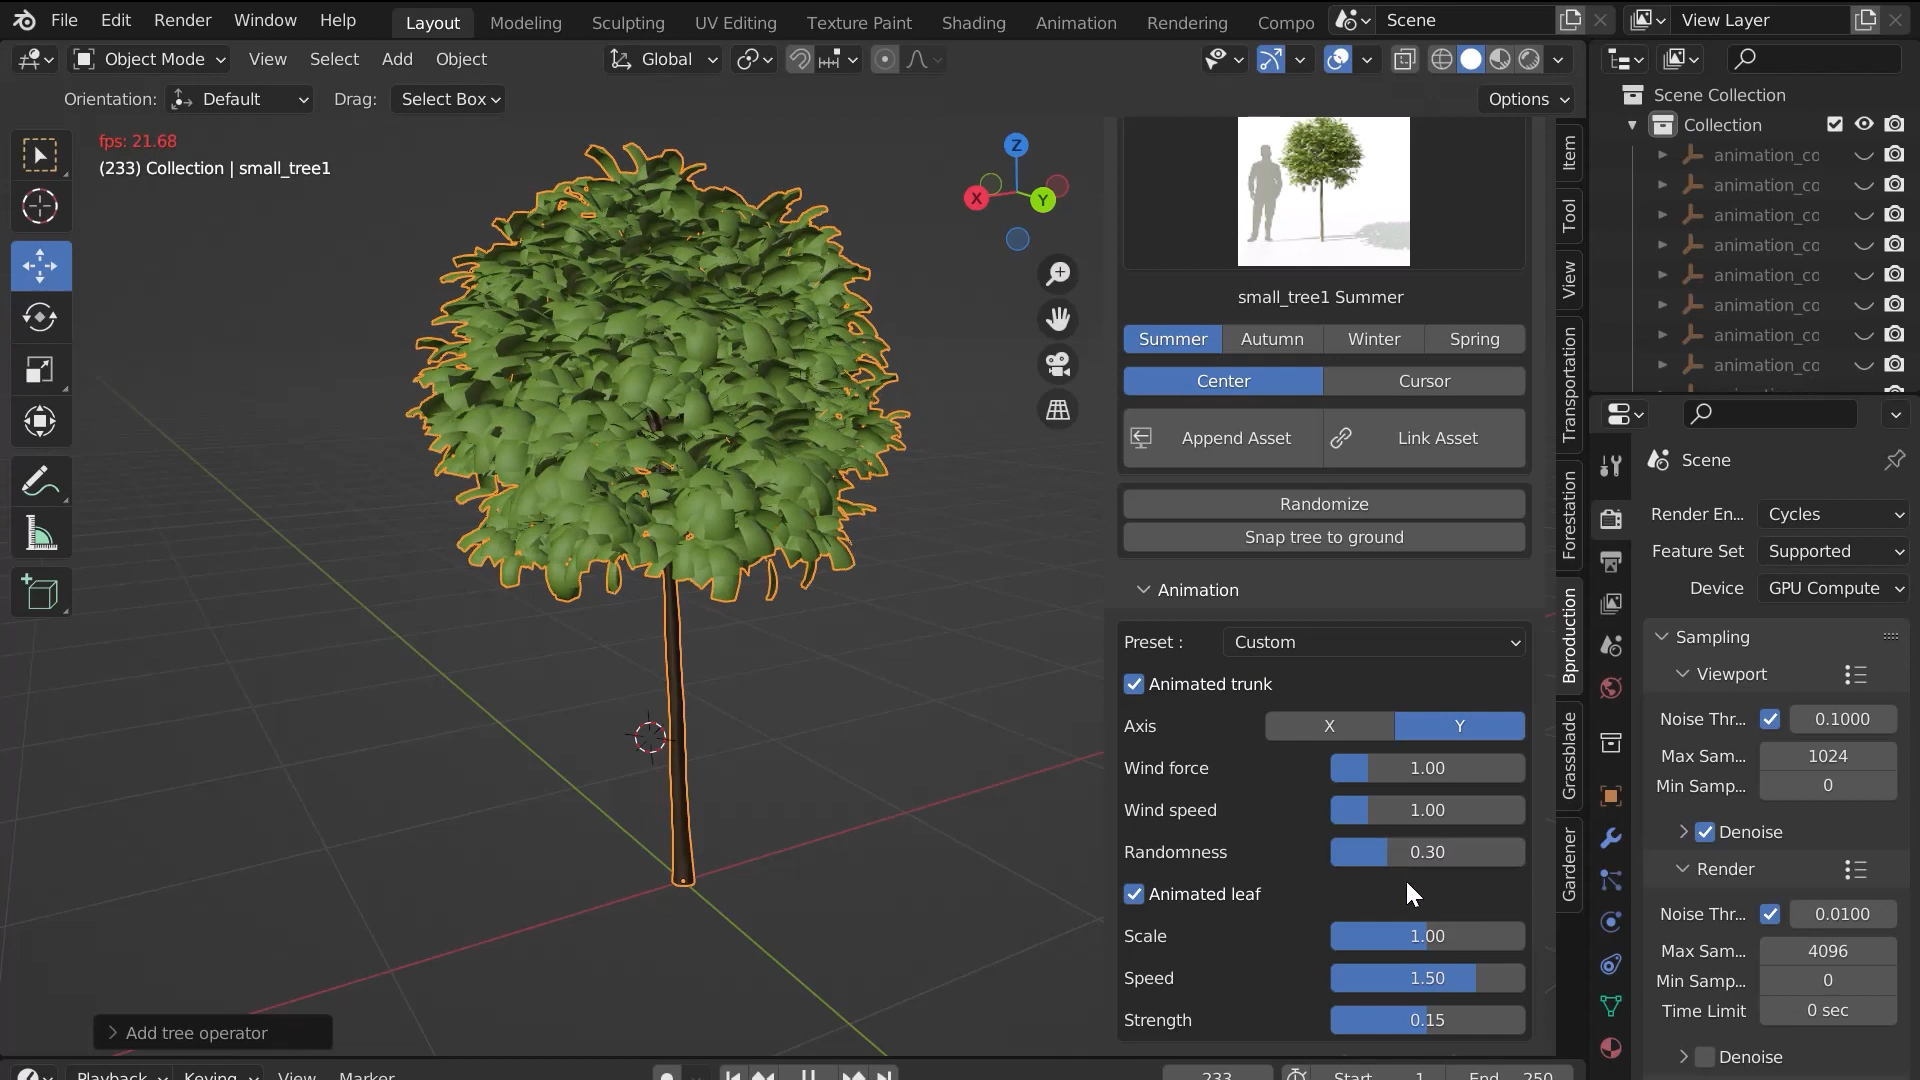 File Edit Render Window Help Layout Modeling Sculpting UV Editing Texture Paint Shading Animation Rendering Compo Scene View Layer
Object Mode View Select Add Object Global
Orientation: Default Drag: Select Box Options
fps: 21.68
(233) Collection | small_tree1
Z
X
Y
small_tree1 Summer
Summer Autumn Winter Spring
Center Cursor
Append Asset Link Asset
Randomize
Snap tree to ground
Animation
Preset : Custom
Animated trunk
Axis X Y
Wind force 1.00
Wind speed 1.00
Randomness 0.30
Animated leaf
Scale 1.00
Speed 1.50
Strength 0.15
Item
Tool
View
Transportation
Forestation
Bproduction
Grassblade
Gardener
Scene Collection
Collection
animation_co
animation_co
animation_co
animation_co
animation_co
animation_co
animation_co
animation_co
Scene
Render En... Cycles
Feature Set Supported
Device GPU Compute
Sampling
Viewport
Noise Thr... 0.1000
Max Sam... 1024
Min Samp... 0
Denoise
Render
Noise Thr... 0.0100
Max Sam... 4096
Min Samp... 0
Time Limit 0 sec
Denoise
Add tree operator
Playback Keying View Marker 233 Start 1 End 250